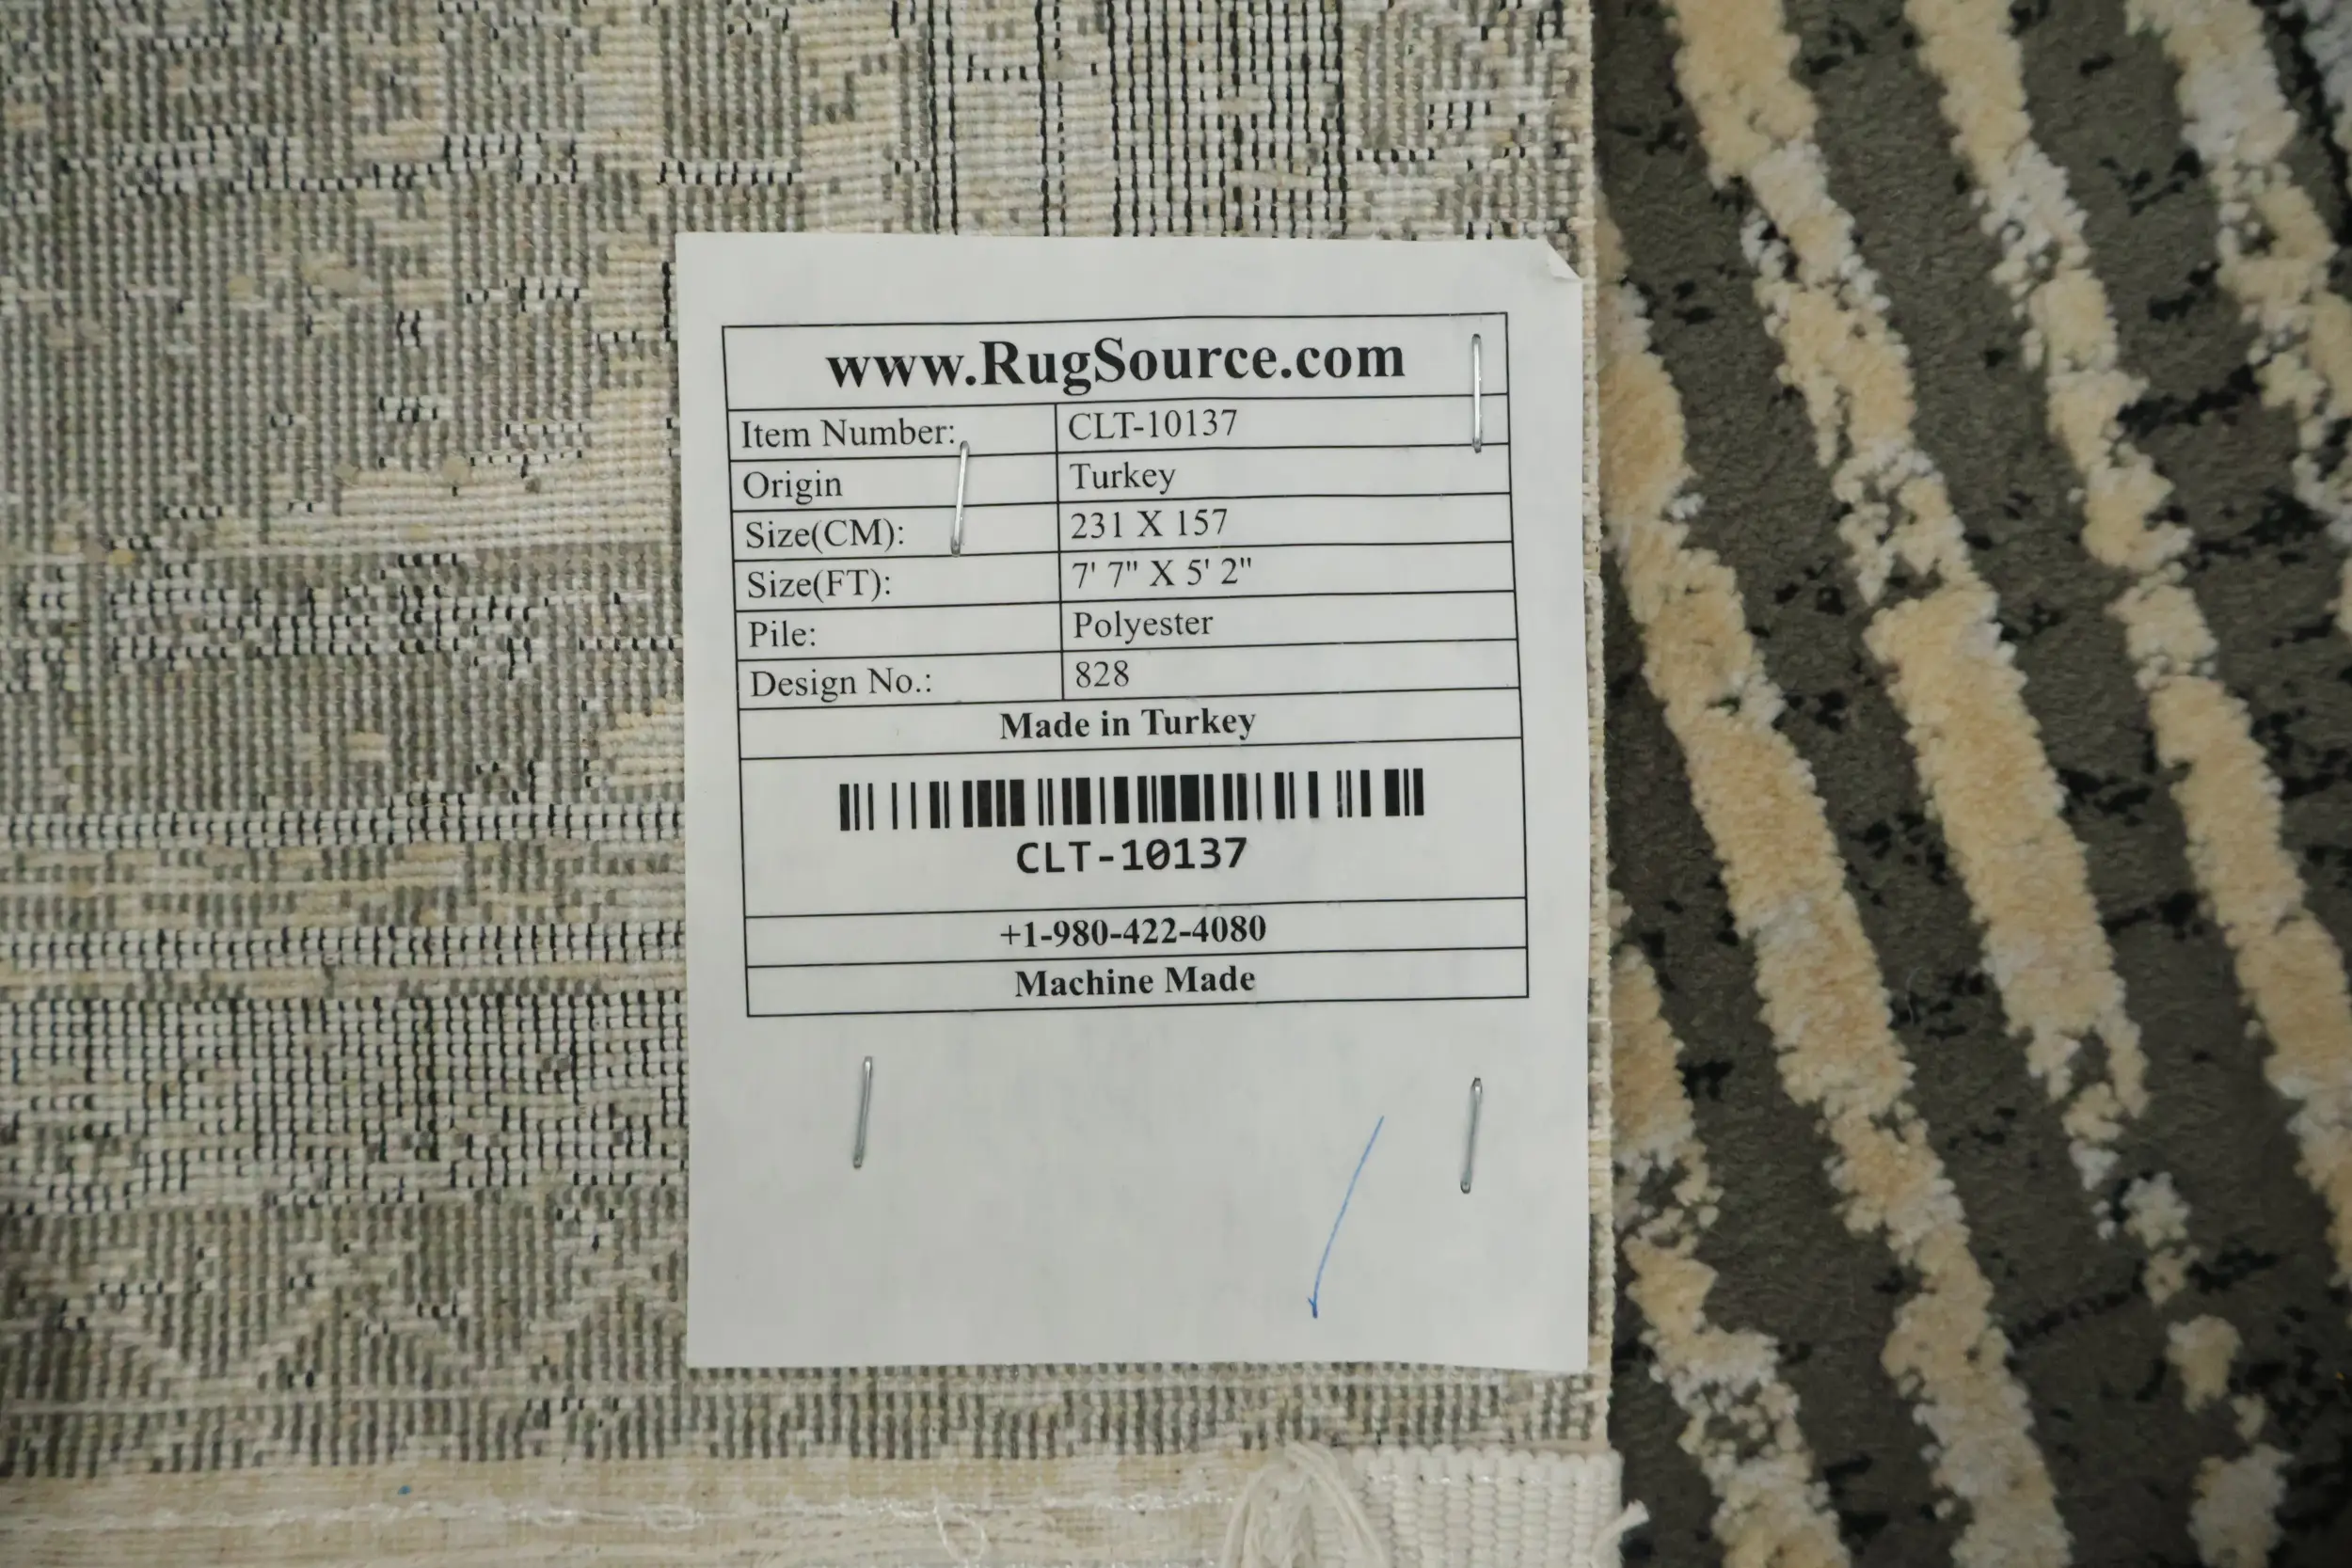 www.RugSource.com
Item Number: CLT-10137
Origin Turkey
Size(CM): 231 X 157
Size(FT): 7' 7" X 5' 2"
Pile: Polyester
Design No.: 828
Made in Turkey
CLT-10137
+1-980-422-4080
Machine Made